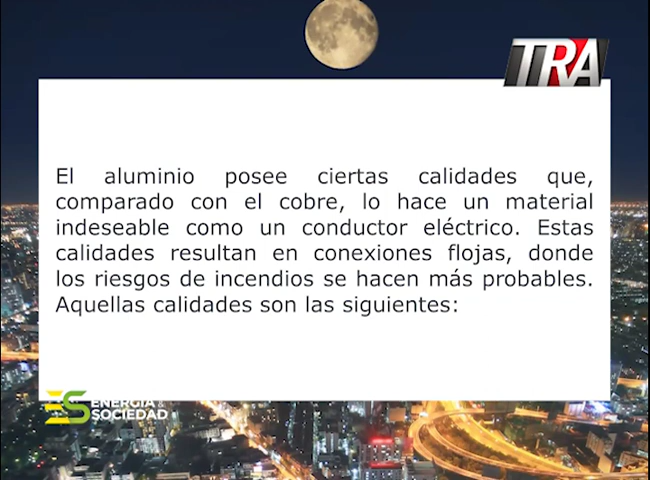 TRA
El aluminio posee ciertas calidades que,
comparado con el cobre, lo hace un material
indeseable como un conductor eléctrico. Estas
calidades resultan en conexiones flojas, donde
los riesgos de incendios se hacen más probables.
Aquellas calidades son las siguientes:
ES ENERGÍA &
SOCIEDAD